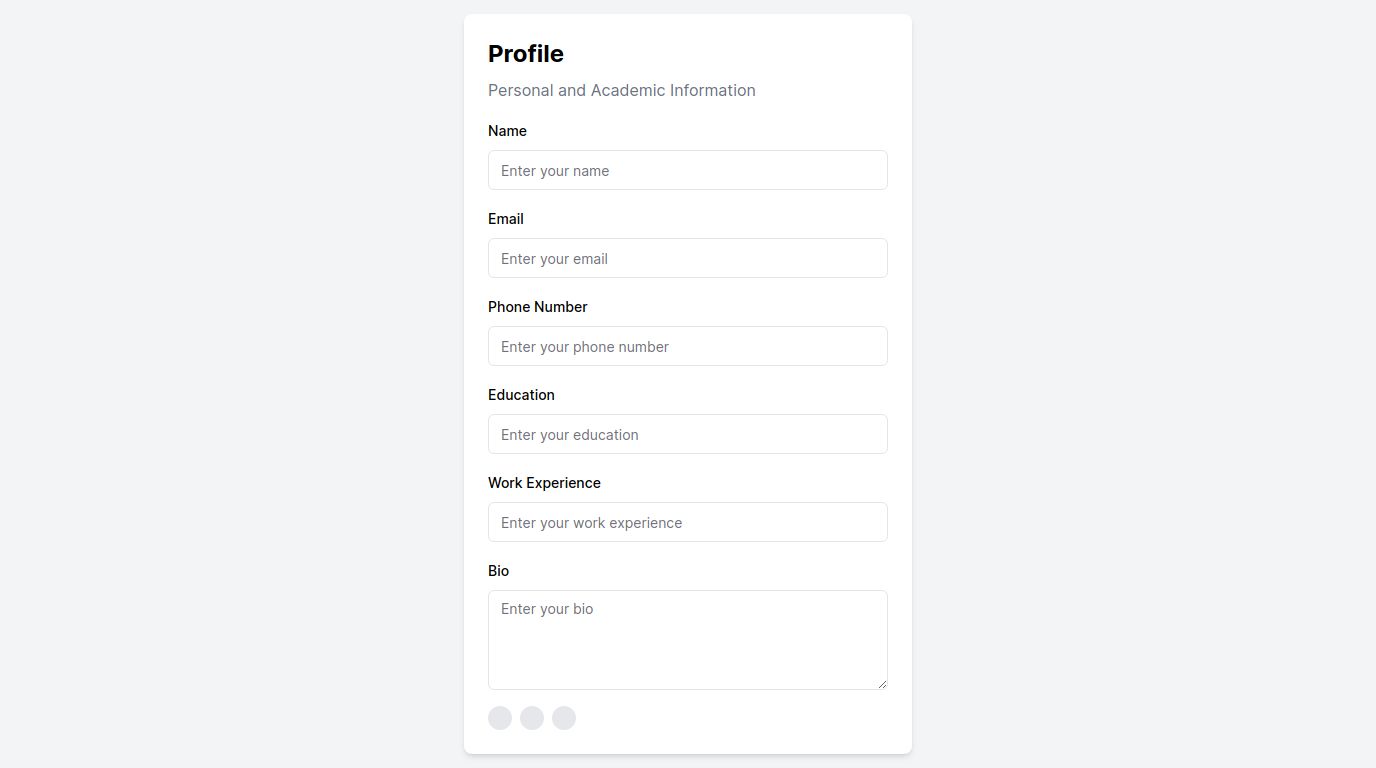 Profile
Personal and Academic Information
Name
Enter your name
Email
Enter your email
Phone Number
Enter your phone number
Education
Enter your education
Work Experience
Enter your work experience
Bio
Enter your bio